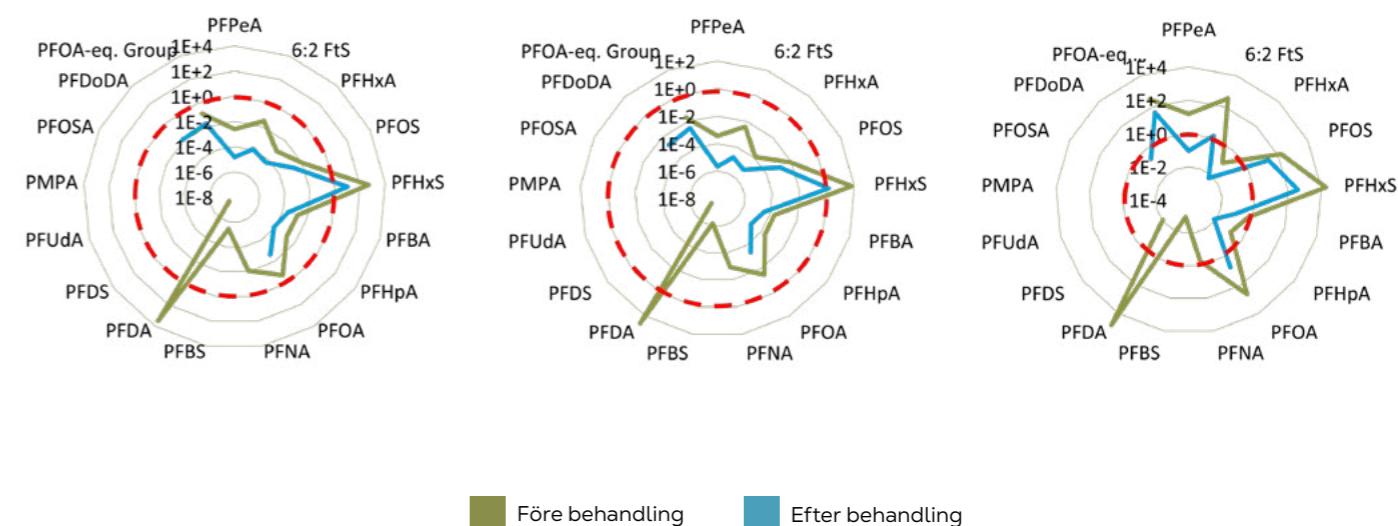 PFPeA
6:2 FtS
PFHxA
PFOS
PFHxS
PFBA
PFHpA
PFOA
PFNA
PFBS
PFDA
PFDS
PFUdA
PMPA
PFOSA
PFDoDA
PFOA-eq. Group
1E+4
1E+2
1E+0
1E-2
1E-4
1E-6
1E-8
PFPeA
6:2 FtS
PFHxA
PFOS
PFHxS
PFBA
PFHpA
PFOA
PFNA
PFBS
PFDA
PFDS
PFUdA
PMPA
PFOSA
PFDoDA
PFOA-eq. Group
1E+2
1E+0
1E-2
1E-4
1E-6
1E-8
PFPeA
6:2 FtS
PFHxA
PFOS
PFHxS
PFBA
PFHpA
PFOA
PFNA
PFBS
PFDA
PFDS
PFUdA
PMPA
PFOSA
PFDoDA
PFOA-eq....
1E+4
1E+2
1E+0
1E-2
1E-4
Före behandling
Efter behandling